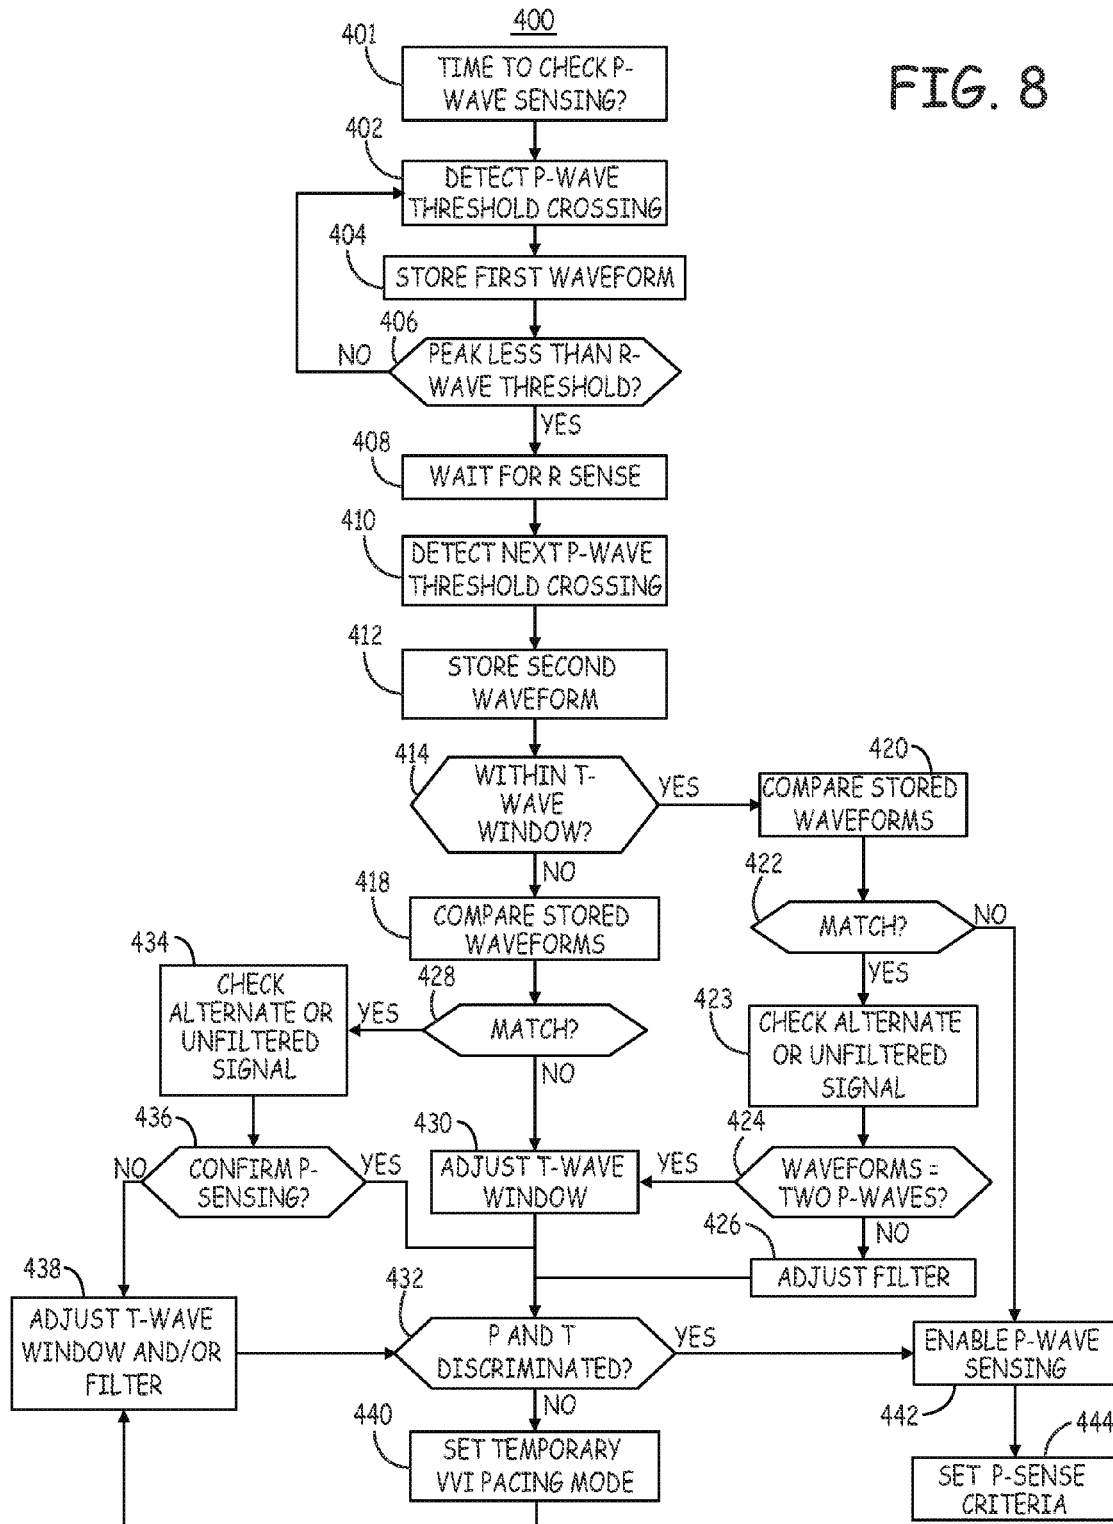 400
FIG. 8
401
TIME TO CHECK P-
WAVE SENSING?
402
DETECT P-WAVE
THRESHOLD CROSSING
404
STORE FIRST WAVEFORM
406
NO
PEAK LESS THAN R-
WAVE THRESHOLD?
YES
408
WAIT FOR R SENSE
410
DETECT NEXT P-WAVE
THRESHOLD CROSSING
412
STORE SECOND
WAVEFORM
414
WITHIN T-
WAVE
WINDOW?
YES
NO
420
COMPARE STORED
WAVEFORMS
422
MATCH?
NO
YES
418
COMPARE STORED
WAVEFORMS
428
MATCH?
YES
NO
434
CHECK
ALTERNATE OR
UNFILTERED
SIGNAL
423
CHECK ALTERNATE
OR UNFILTERED
SIGNAL
436
NO
CONFIRM P-
SENSING?
YES
430
ADJUST T-WAVE
WINDOW
424
YES
WAVEFORMS =
TWO P-WAVES?
NO
426
ADJUST FILTER
438
ADJUST T-WAVE
WINDOW AND/OR
FILTER
432
P AND T
DISCRIMINATED?
YES
NO
ENABLE P-WAVE
SENSING
442
440
SET TEMPORARY
VVI PACING MODE
444
SET P-SENSE
CRITERIA